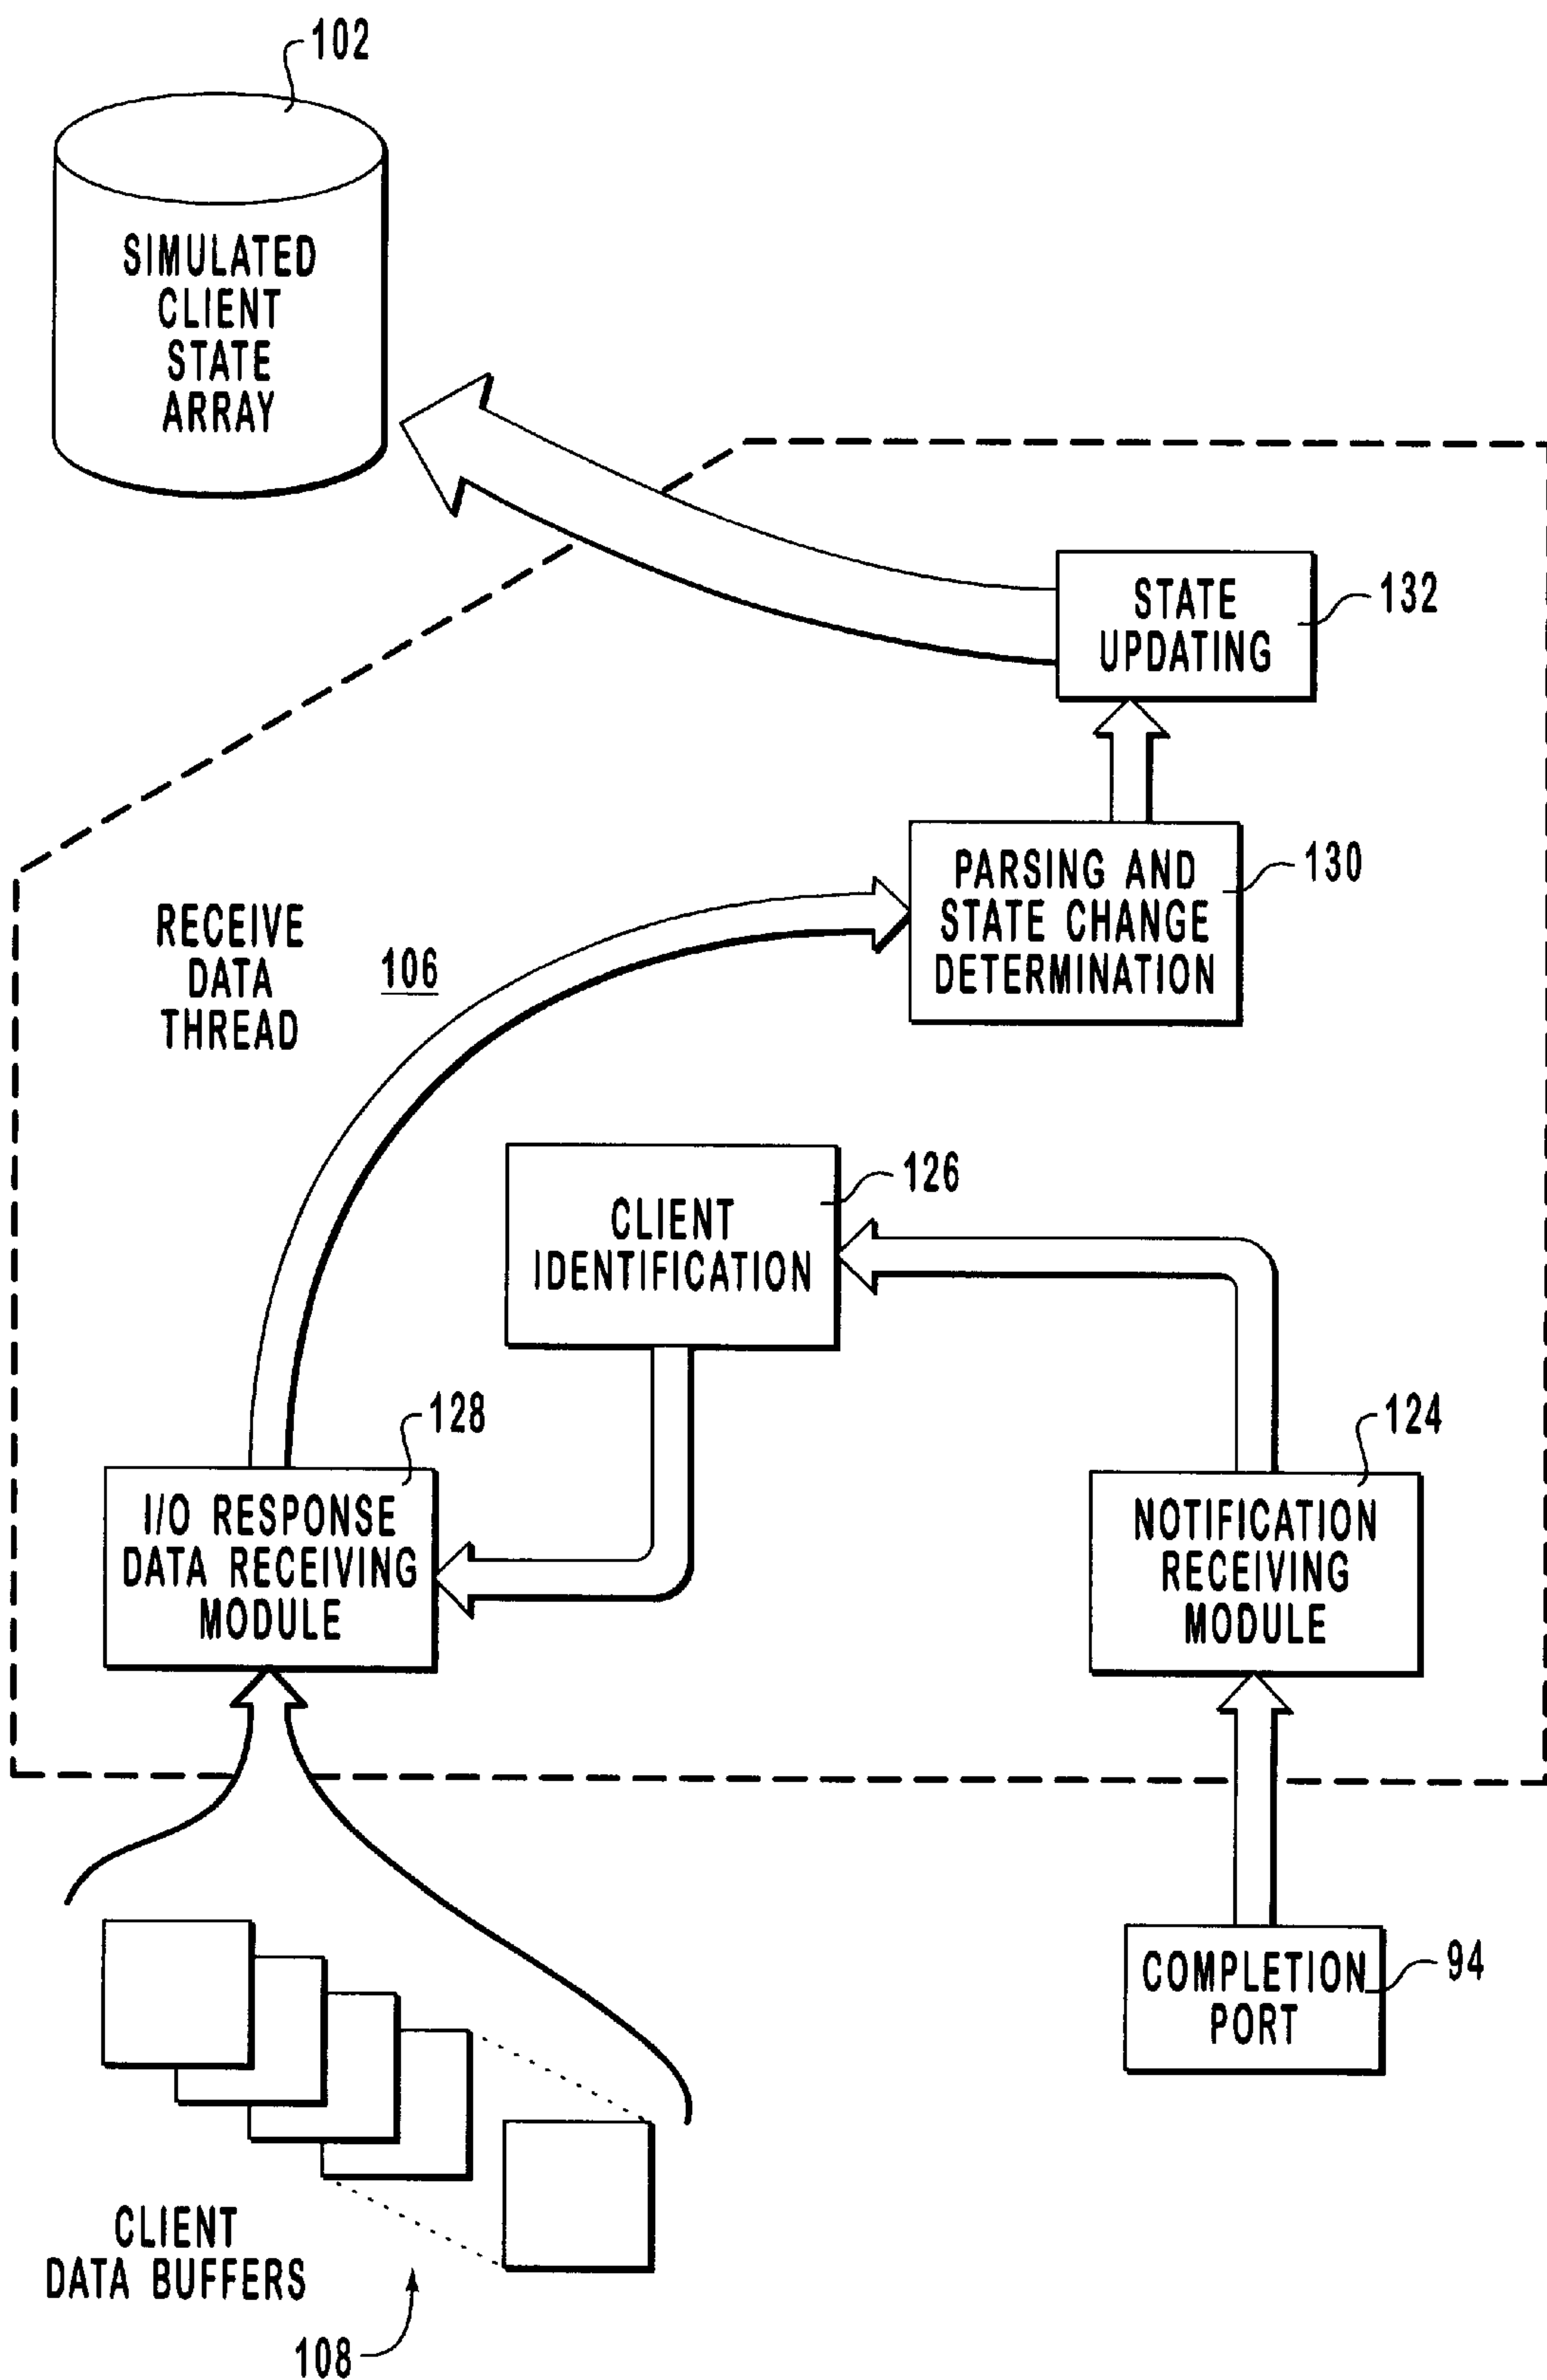 102
SIMULATED
CLIENT
STATE
ARRAY
STATE
UPDATING
132
PARSING AND
STATE CHANGE
DETERMINATION
130
RECEIVE
DATA
THREAD
106
CLIENT
IDENTIFICATION
126
I/O RESPONSE
DATA RECEIVING
MODULE
128
NOTIFICATION
RECEIVING
MODULE
124
COMPLETION
PORT
94
CLIENT
DATA BUFFERS
108